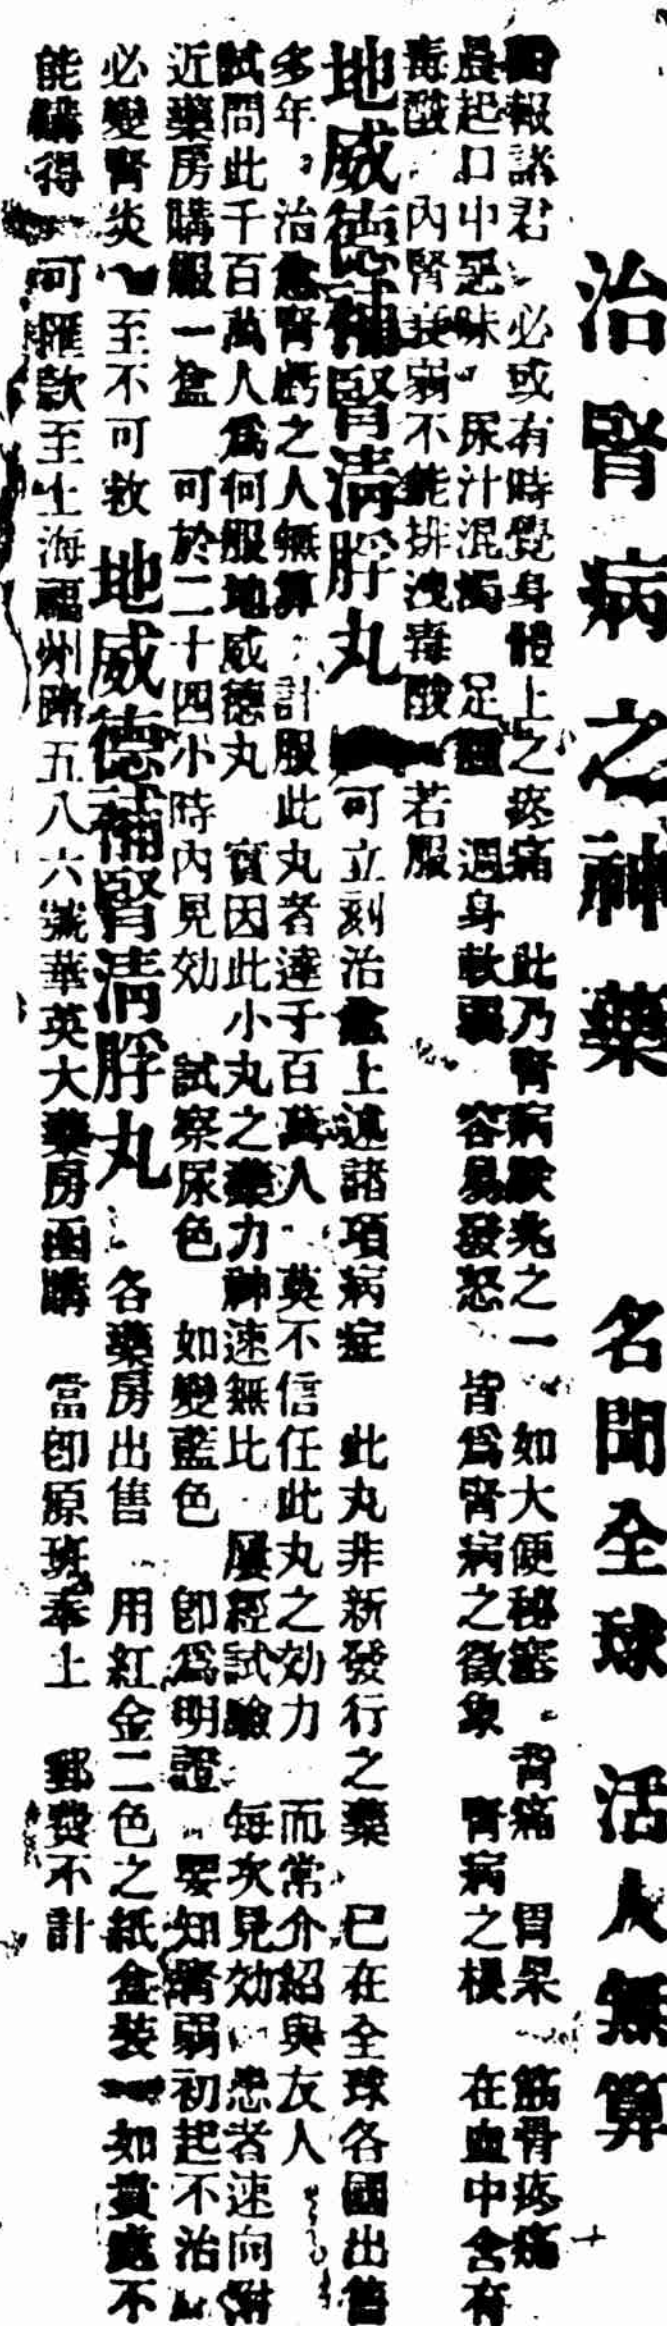 治腎病之神藥 名聞全球 活人無算
閱報諸君 必或有時覺身體上之疼痛 此乃腎病朕兆之一 如大便秘塞 背痛 胃呆 筋骨疼痛
晨起口中惡味 尿汁混濁 足腫 週身軟弱 容易發怒 皆爲腎病之徵象 腎病之根 在血中含有
毒酸 內腎衰弱不能排洩毒酸 若服
地威德補腎清脬丸 可立刻治愈上述諸項病症 此丸非新發行之藥 已在全球各國出售
多年 治愈腎虧之人無算 計服此丸者達千百萬人 莫不信任此丸之効力 而常介紹與友人
試問此千百萬人爲何服地威德丸 實因此小丸之藥力神速無比 屢經試驗 每次見効 患者速向附
近藥房購服一盒 可於二十四小時內見効 試察尿色 如變藍色 卽爲明證 要知腎弱初起不治
必變腎炎 至不可救 地威德補腎清脬丸 各藥房出售 用紅金二色之紙盒裝 如貴處不
能購得 可匯款至上海福州路五八六號華英大藥房函購 當卽原班奉上 郵費不計